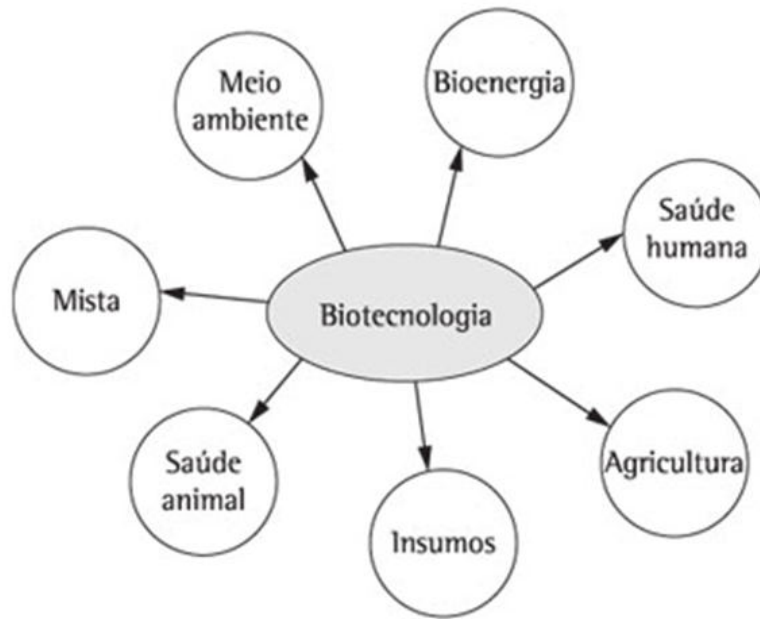 Meio
ambiente
Bioenergia
Saúde
humana
Mista
Biotecnologia
Saúde
animal
Insumos
Agricultura